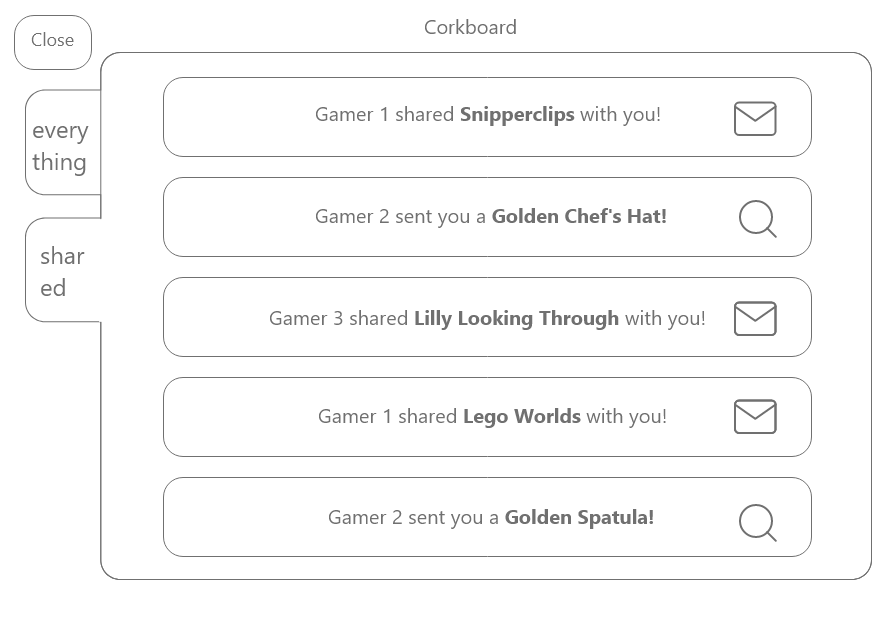 Corkboard
Close
every
thing
shar
ed
Gamer 1 shared Snipperclips with you!
Gamer 2 sent you a Golden Chef's Hat!
Gamer 3 shared Lilly Looking Through with you!
Gamer 1 shared Lego Worlds with you!
Gamer 2 sent you a Golden Spatula!